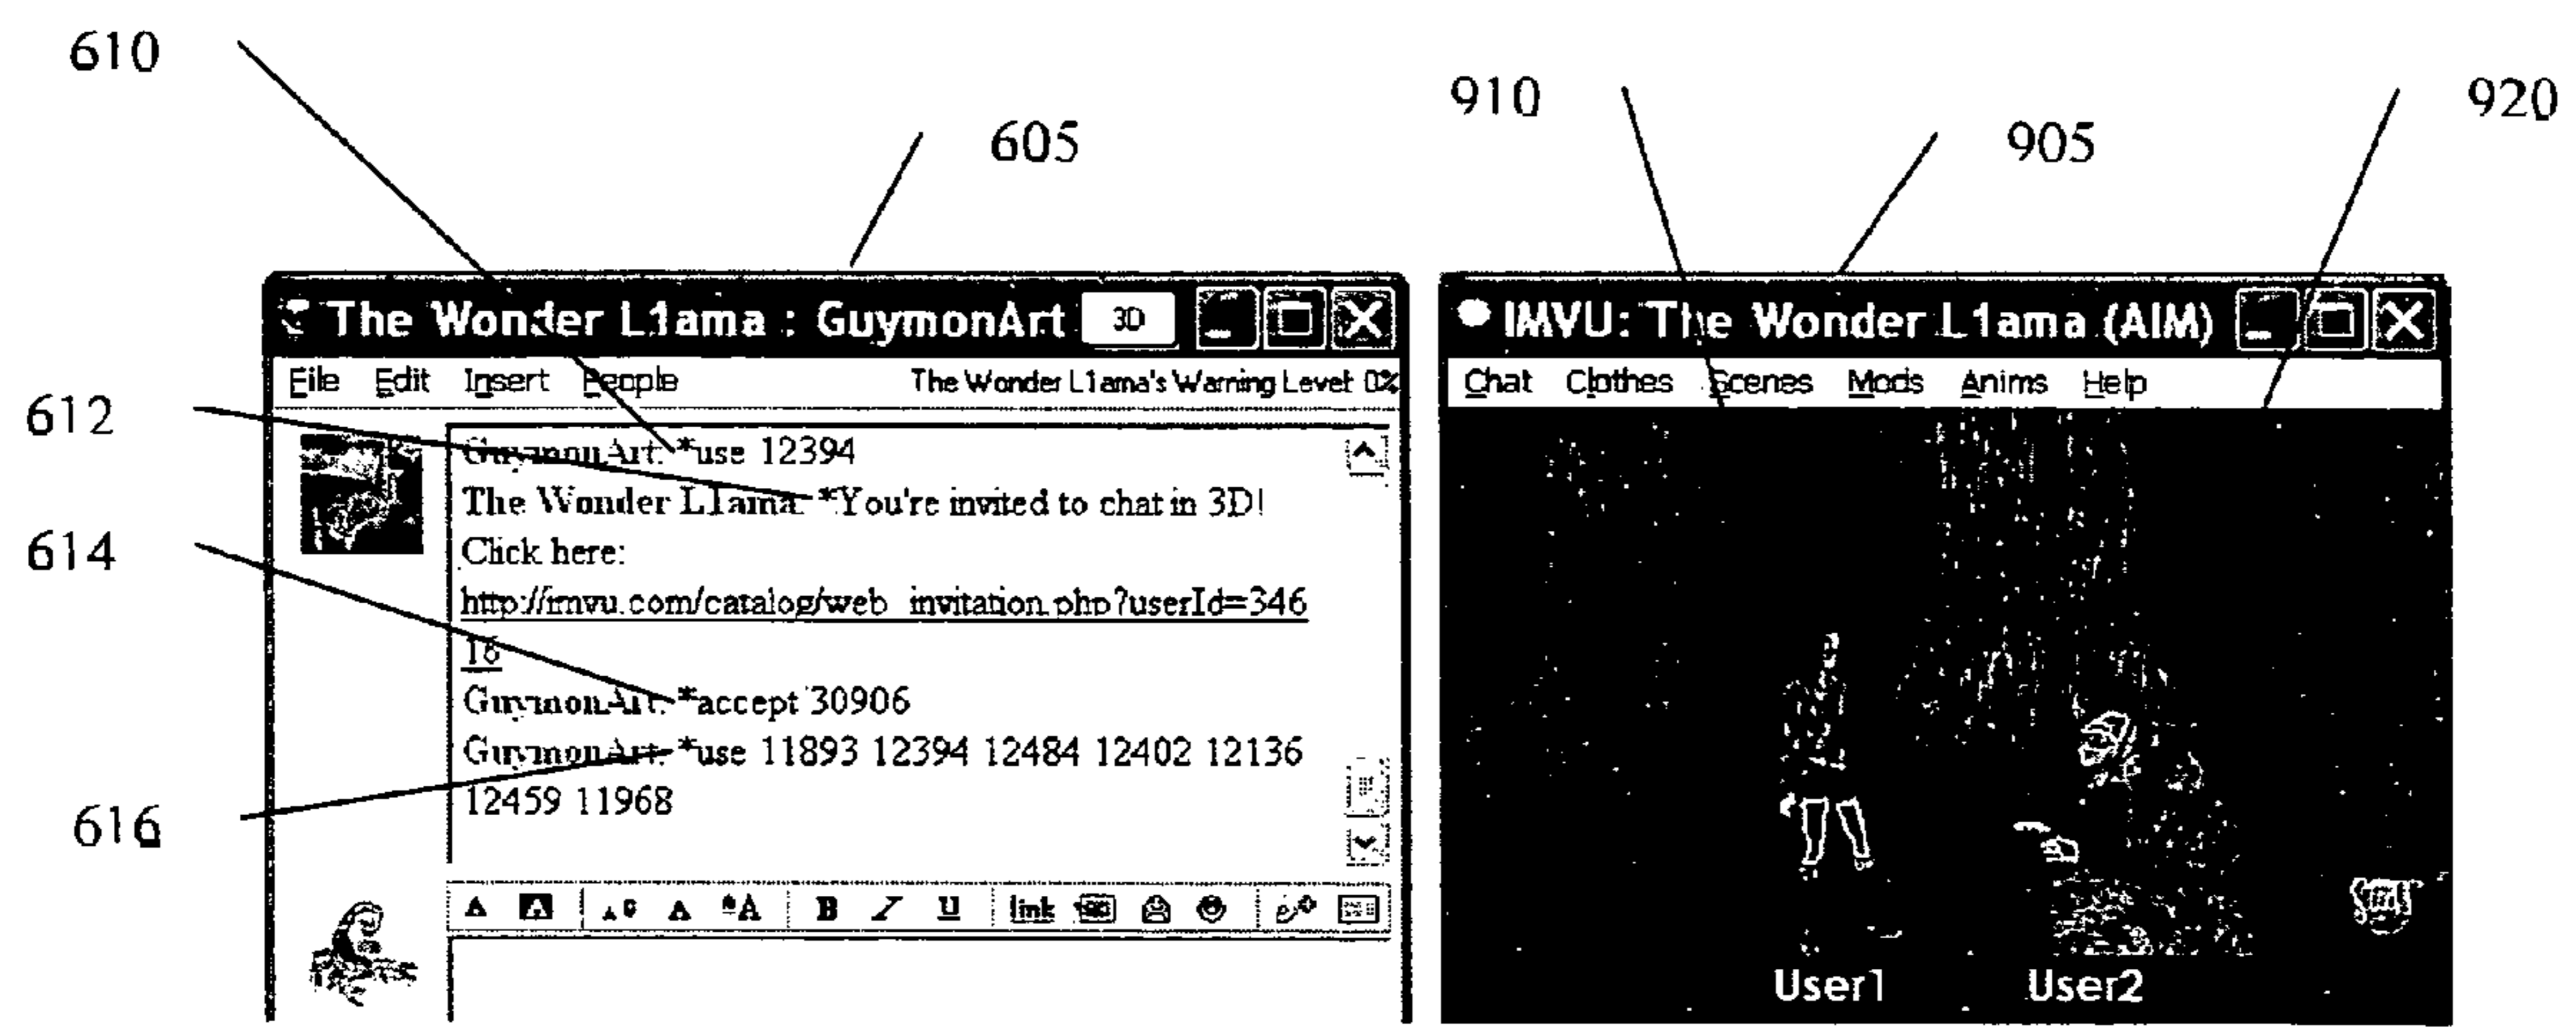 610
605
910
905
920
The Wonder L1ama : GuymonArt 3D
File Edit Insert People The Wonder L1ama's Warning Level: 0%
612
GuymonArt: *use 12394
The Wonder L1ama: *You're invited to chat in 3D!
614
Click here:
http://imvu.com/catalog/web_invitation.php?userId=346
16
GuymonArt: *accept 30906
GuymonArt: *use 11893 12394 12484 12402 12136
616
12459 11968
A A A A A B I U link
IMVU: The Wonder L1ama (AIM)
Chat Clothes Scenes Mods Anims Help
User1 User2